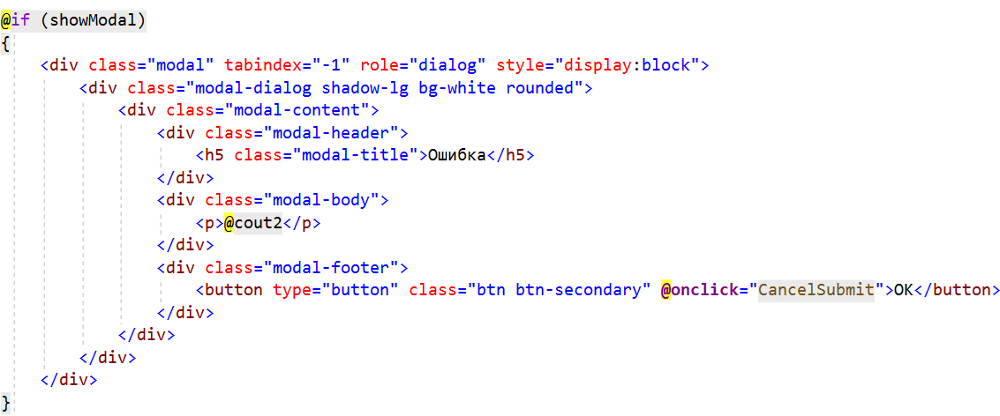 @if (showModal)
{
<div class="modal" tabindex="-1" role="dialog" style="display:block">
<div class="modal-dialog shadow-lg bg-white rounded">
<div class="modal-content">
<div class="modal-header">
<h5 class="modal-title">Ошибка</h5>
</div>
<div class="modal-body">
<p>@cout2</p>
</div>
<div class="modal-footer">
<button type="button" class="btn btn-secondary" @onclick="CancelSubmit">OK</button>
</div>
</div>
</div>
</div>
}